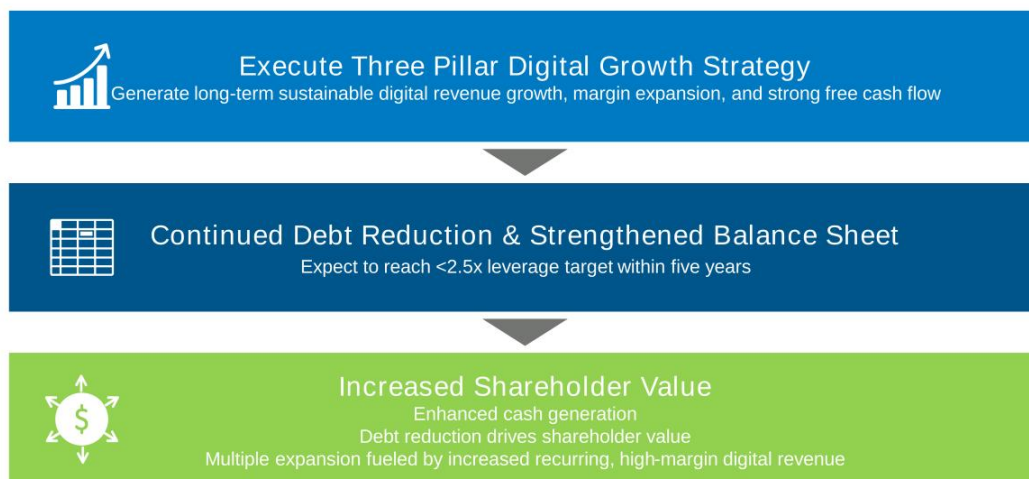 Execute Three Pillar Digital Growth Strategy
Generate long-term sustainable digital revenue growth, margin expansion, and strong free cash flow
Continued Debt Reduction & Strengthened Balance Sheet
Expect to reach <2.5x leverage target within five years
Increased Shareholder Value
Enhanced cash generation
Debt reduction drives shareholder value
Multiple expansion fueled by increased recurring, high-margin digital revenue
$